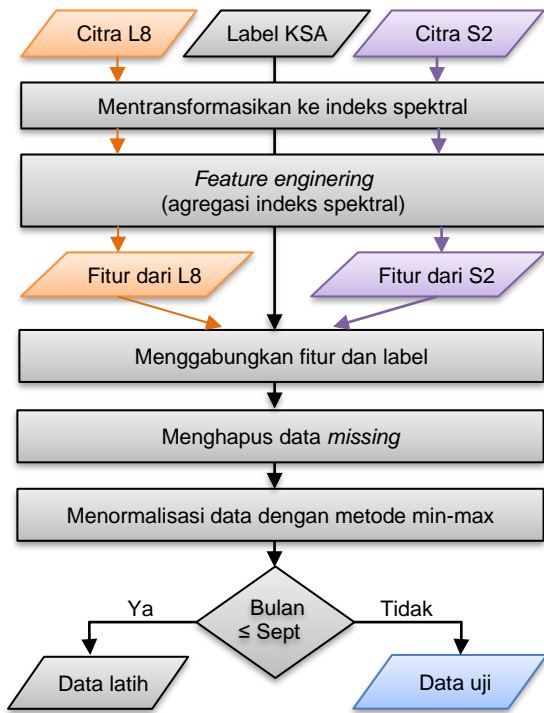 Citra L8
Label KSA
Citra S2
Mentransformasikan ke indeks spektral
Feature enginering
(agregasi indeks spektral)
Fitur dari L8
Fitur dari S2
Menggabungkan fitur dan label
Menghapus data missing
Menormalisasi data dengan metode min-max
Ya
Bulan
≤ Sept
Tidak
Data latih
Data uji